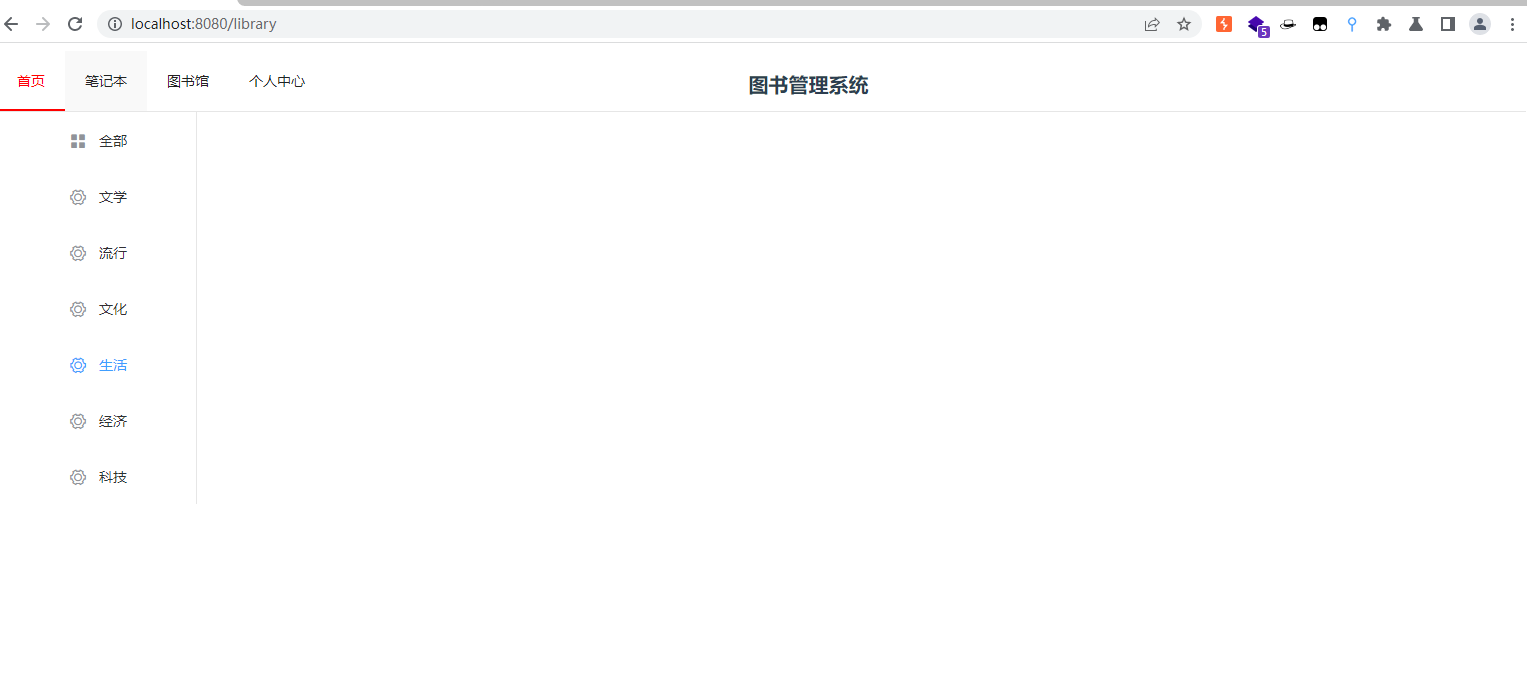 localhost:8080/library
5
首页 笔记本 图书馆 个人中心 图书管理系统
全部
文学
流行
文化
生活
经济
科技